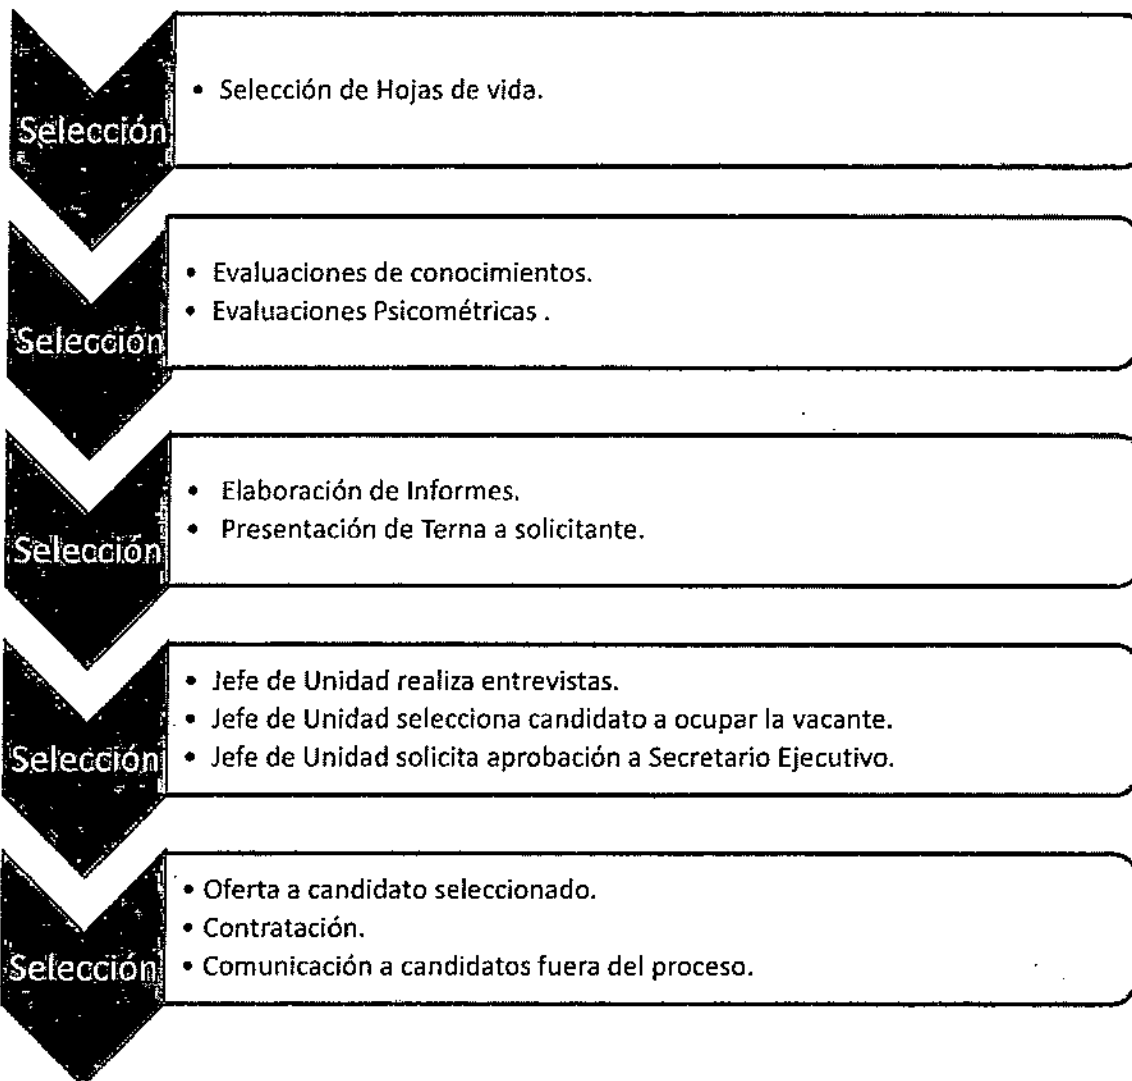 Selección
• Selección de Hojas de vida.
Selección
• Evaluaciones de conocimientos.
• Evaluaciones Psicométricas .
Selección
• Elaboración de Informes.
• Presentación de Terna a solicitante.
Selección
• Jefe de Unidad realiza entrevistas.
• Jefe de Unidad selecciona candidato a ocupar la vacante.
• Jefe de Unidad solicita aprobación a Secretario Ejecutivo.
Selección
• Oferta a candidato seleccionado.
• Contratación.
• Comunicación a candidatos fuera del proceso.